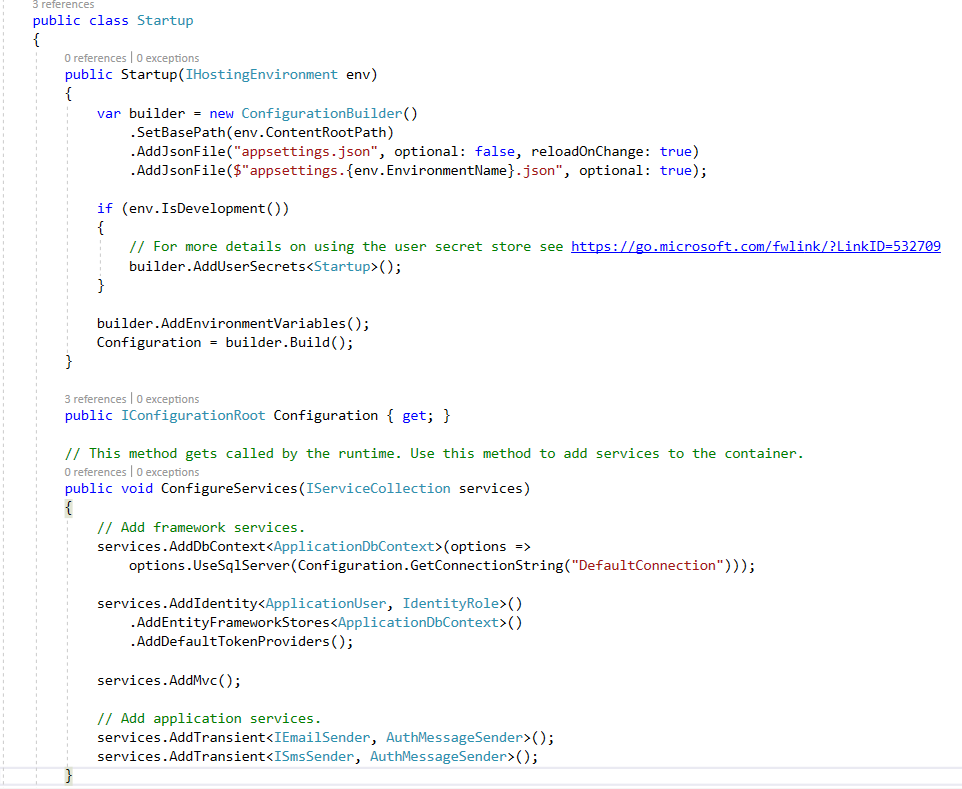 3 references
public class Startup
{
0 references | 0 exceptions
public Startup(IHostingEnvironment env)
{
var builder = new ConfigurationBuilder()
.SetBasePath(env.ContentRootPath)
.AddJsonFile("appsettings.json", optional: false, reloadOnChange: true)
.AddJsonFile($"appsettings.{env.EnvironmentName}.json", optional: true);
if (env.IsDevelopment())
{
// For more details on using the user secret store see https://go.microsoft.com/fwlink/?LinkID=532709
builder.AddUserSecrets<Startup>();
}
builder.AddEnvironmentVariables();
Configuration = builder.Build();
}
3 references | 0 exceptions
public IConfigurationRoot Configuration { get; }
// This method gets called by the runtime. Use this method to add services to the container.
0 references | 0 exceptions
public void ConfigureServices(IServiceCollection services)
{
// Add framework services.
services.AddDbContext<ApplicationDbContext>(options =>
options.UseSqlServer(Configuration.GetConnectionString("DefaultConnection")));
services.AddIdentity<ApplicationUser, IdentityRole>()
.AddEntityFrameworkStores<ApplicationDbContext>()
.AddDefaultTokenProviders();
services.AddMvc();
// Add application services.
services.AddTransient<IEmailSender, AuthMessageSender>();
services.AddTransient<ISmsSender, AuthMessageSender>();
}